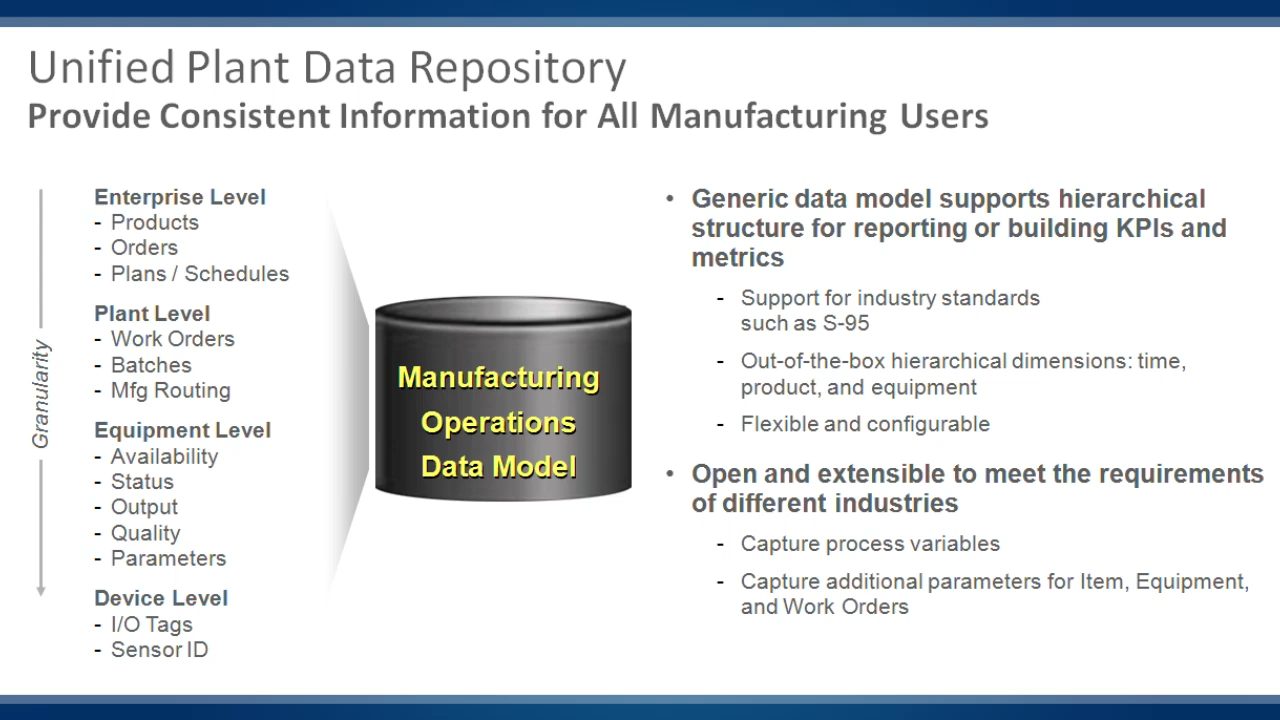 Unified Plant Data Repository
Provide Consistent Information for All Manufacturing Users
Granularity
Enterprise Level
- Products
- Orders
- Plans / Schedules
Plant Level
- Work Orders
- Batches
- Mfg Routing
Equipment Level
- Availability
- Status
- Output
- Quality
- Parameters
Device Level
- I/O Tags
- Sensor ID
Manufacturing
Operations
Data Model
• Generic data model supports hierarchical
structure for reporting or building KPIs and
metrics
- Support for industry standards
such as S-95
- Out-of-the-box hierarchical dimensions: time,
product, and equipment
- Flexible and configurable
• Open and extensible to meet the requirements
of different industries
- Capture process variables
- Capture additional parameters for Item, Equipment,
and Work Orders